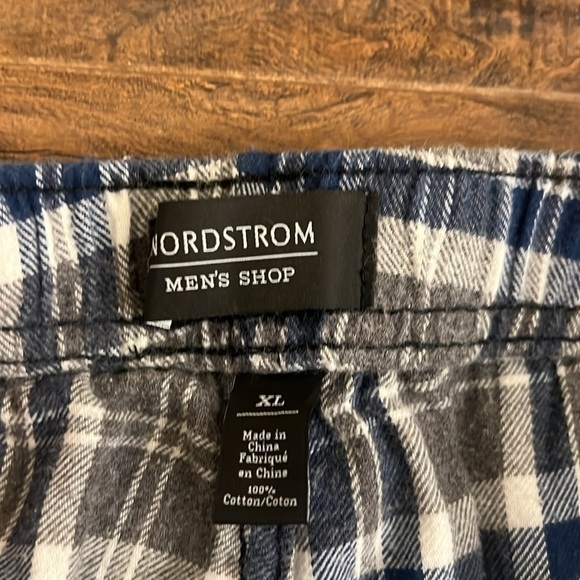 NORDSTROM
MEN'S SHOP
XL
Made in
China
Fabriqué
en Chine
100%
Cotton/Coton